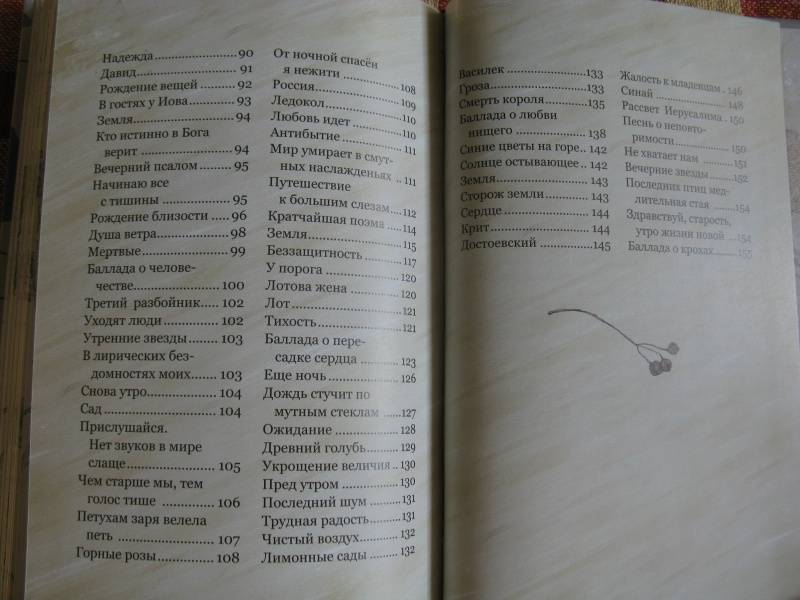 Надежда.....................90
Давид.........................91
Рождение вещей ........92
В гостях у Иова...........93
Земля..........................94
Кто истинно в Бога
верит .....................94
Вечерний псалом........95
Начинаю все
с тишины ................95
Рождение близости ....96
Душа ветра..................98
Мертвые......................99
Баллада о челове-
честве.....................100
Третий разбойник.....102
Уходят люди .............102
Утренние звезды.......103
В лирических без-
домностях моих.......103
Снова утро................104
Сад ............................104
Прислушайся.
Нет звуков в мире
слаще......................105
Чем старше мы, тем
голос тише .............106
Петухам заря велела
петь ........................107
Горные розы .............108
От ночной спасён
я нежити ................108
Россия........................109
Ледокол.....................110
Любовь идет .............110
Антибытие ...............
Мир умирает в смут-
ных наслажденьях ..111
Путешествие
к большим слезам...112
Кратчайшая поэма ...114
Земля.........................115
Беззащитность ..........117
У порога ....................120
Лотова жена .............120
Лот ............................121
Тихость......................121
Баллада о пере-
садке сердца ...........123
Еще ночь ...................126
Дождь стучит по
мутным стеклам .....127
Ожидание .................128
Древний голубь.........129
Укрощение величия ..130
Пред утром ...............130
Последний шум ........131
Трудная радость........131
Чистый воздух...........132
Лимонные сады ........132
Василек .....................133
Гроза..........................133
Смерть короля ..........135
Баллада о любви
нищего ...................138
Синие цветы на горе..142
Солнце остывающее ..142
Земля.........................143
Сторож земли ...........143
Сердце .......................144
Крит ..........................144
Достоевский .............145
Жалость к младенцам .146
Синай ........................148
Рассвет Иерусалима .150
Песнь о неповто-
римости..................150
Не хватает нам .........151
Вечерние звезды.......152
Последних птиц мед-
лительная стая .......154
Здравствуй, старость,
утро жизни новой ...154
Баллада о крохах.......155